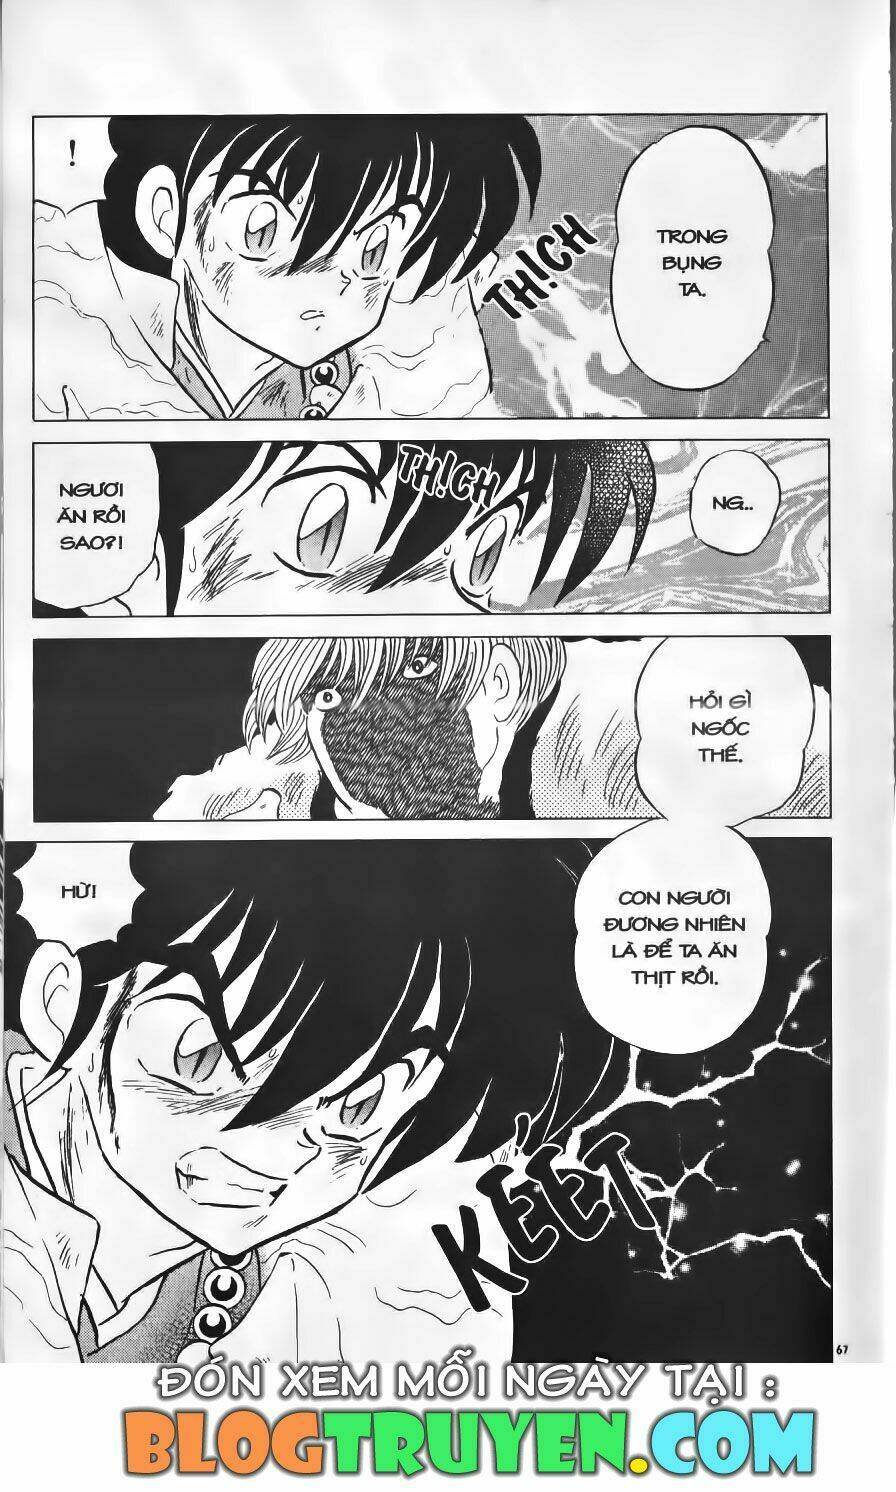 !
THỊCH
TRONG
BỤNG
TA.
NGƯƠI
ĂN RỒI
SAO?!
THỊCH
NG..
HỎI GÌ
NGỐC
THẾ.
HỪ!
CON NGƯỜI
ĐƯƠNG NHIÊN
LÀ ĐỂ TA ĂN
THỊT RỒI.
KÉÉT
67
ĐÓN XEM MỖI NGÀY TẠI :
BLOGTRUYEN.COM